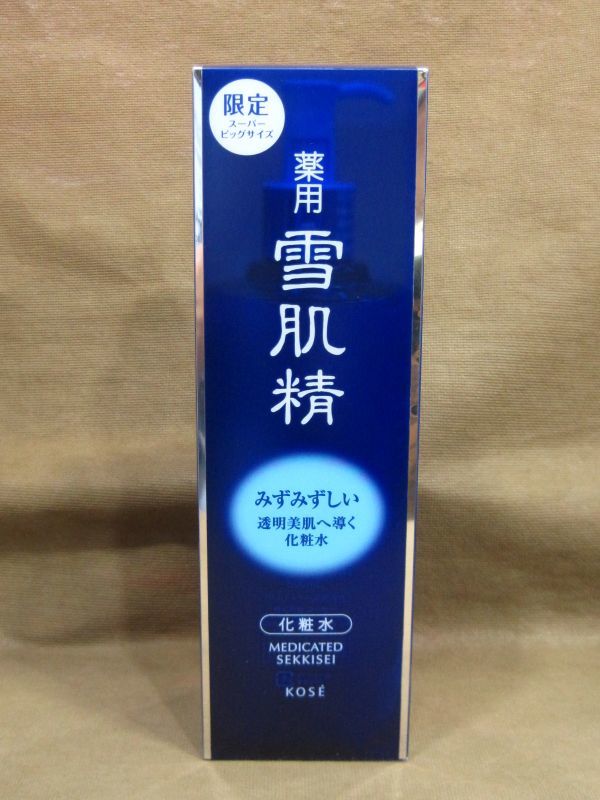 限定
スーパー
ビッグサイズ
薬用
雪肌精
みずみずしい
透明美肌へ導く
化粧水
化粧水
MEDICATED
SEKKISEI
KOSÉ